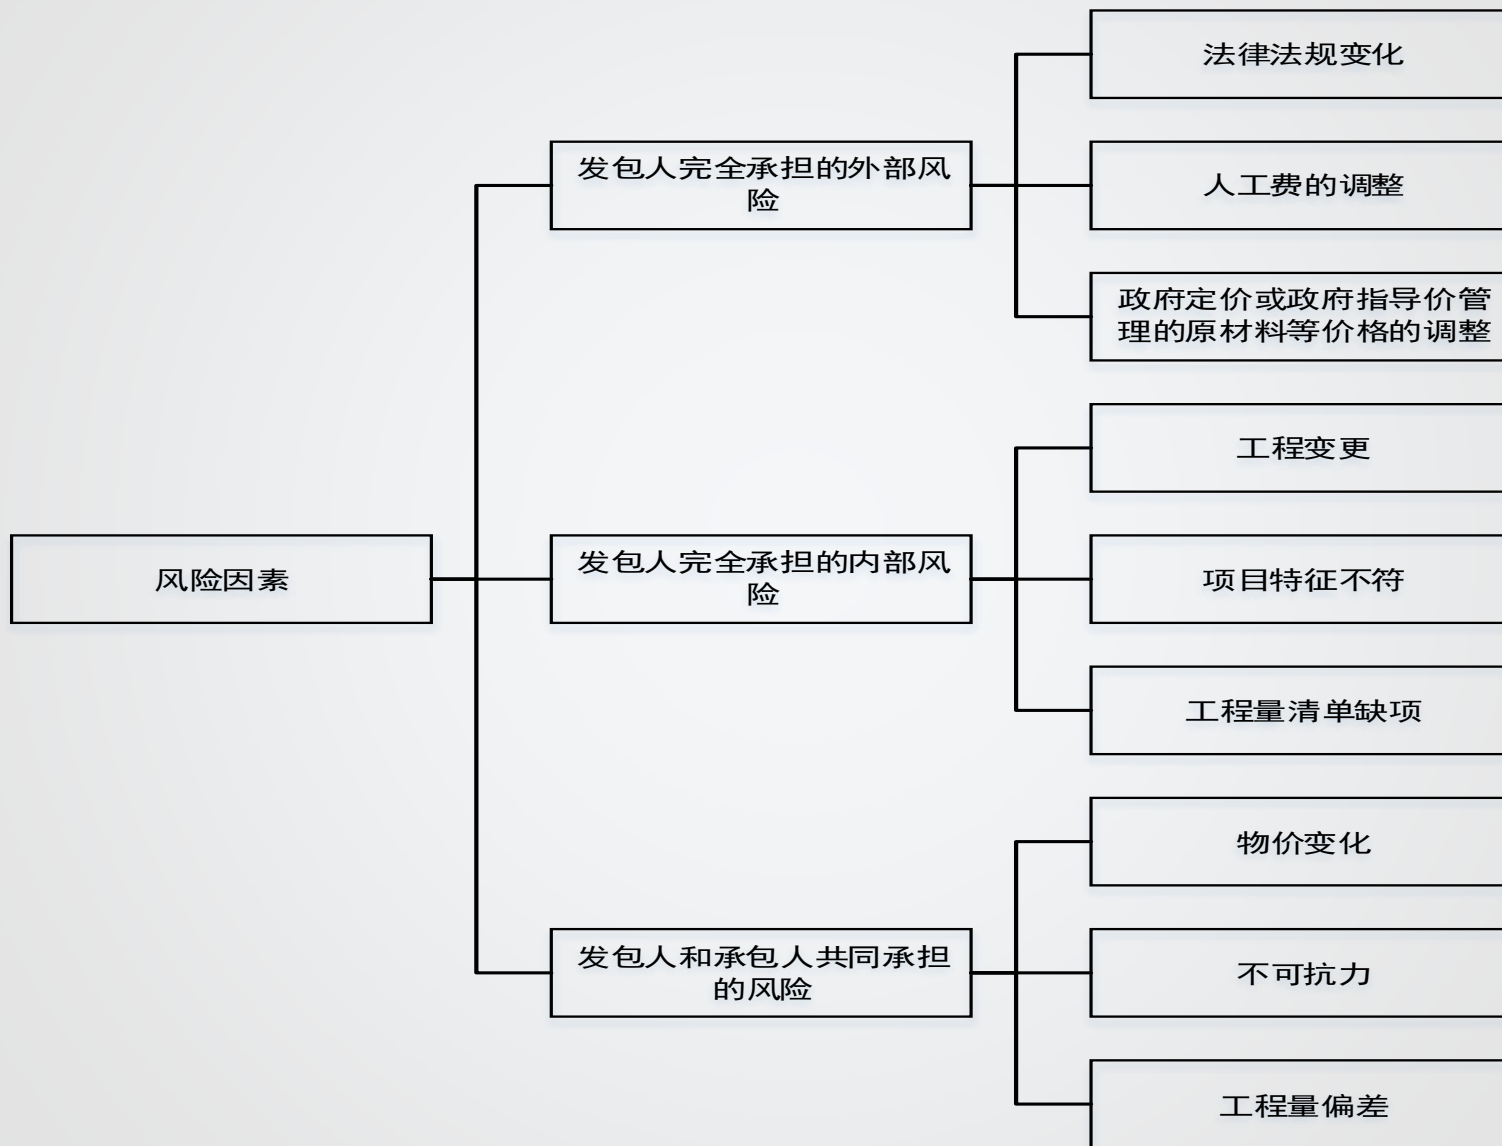 风险因素
发包人完全承担的外部风
险
法律法规变化
人工费的调整
政府定价或政府指导价管
理的原材料等价格的调整
发包人完全承担的内部风
险
工程变更
项目特征不符
工程量清单缺项
发包人和承包人共同承担
的风险
物价变化
不可抗力
工程量偏差